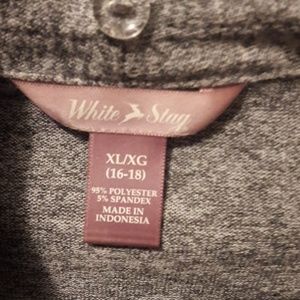 White Stag
XL/XG
(16-18)
95% POLYESTER
5% SPANDEX
MADE IN
INDONESIA